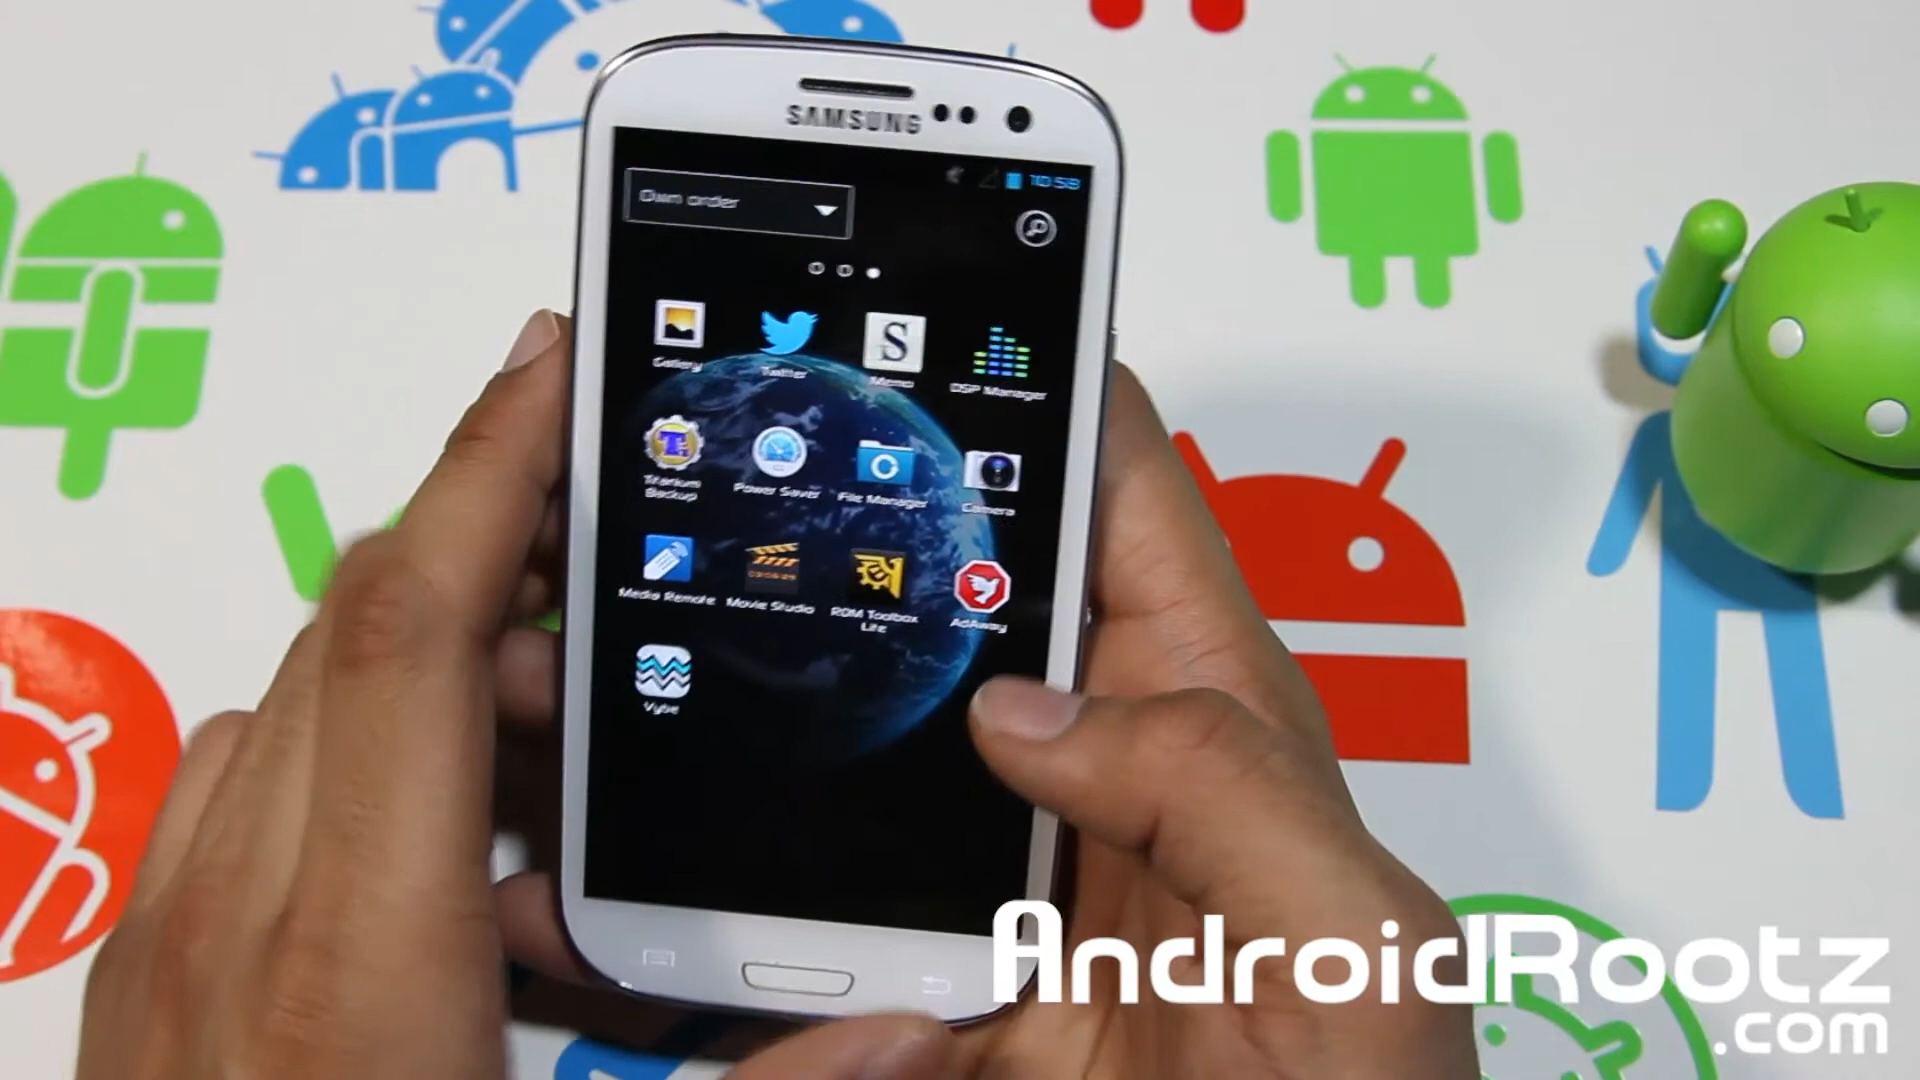 SAMSUNG
10:58
Own order
Gallery
Twitter
S
Memo
DSP Manager
Titanium
Backup
Power Saver
File Manager
Camera
Media Remote
Movie Studio
ROM Toolbox
Lite
AdAway
Vybe
AndroidRootz
.com